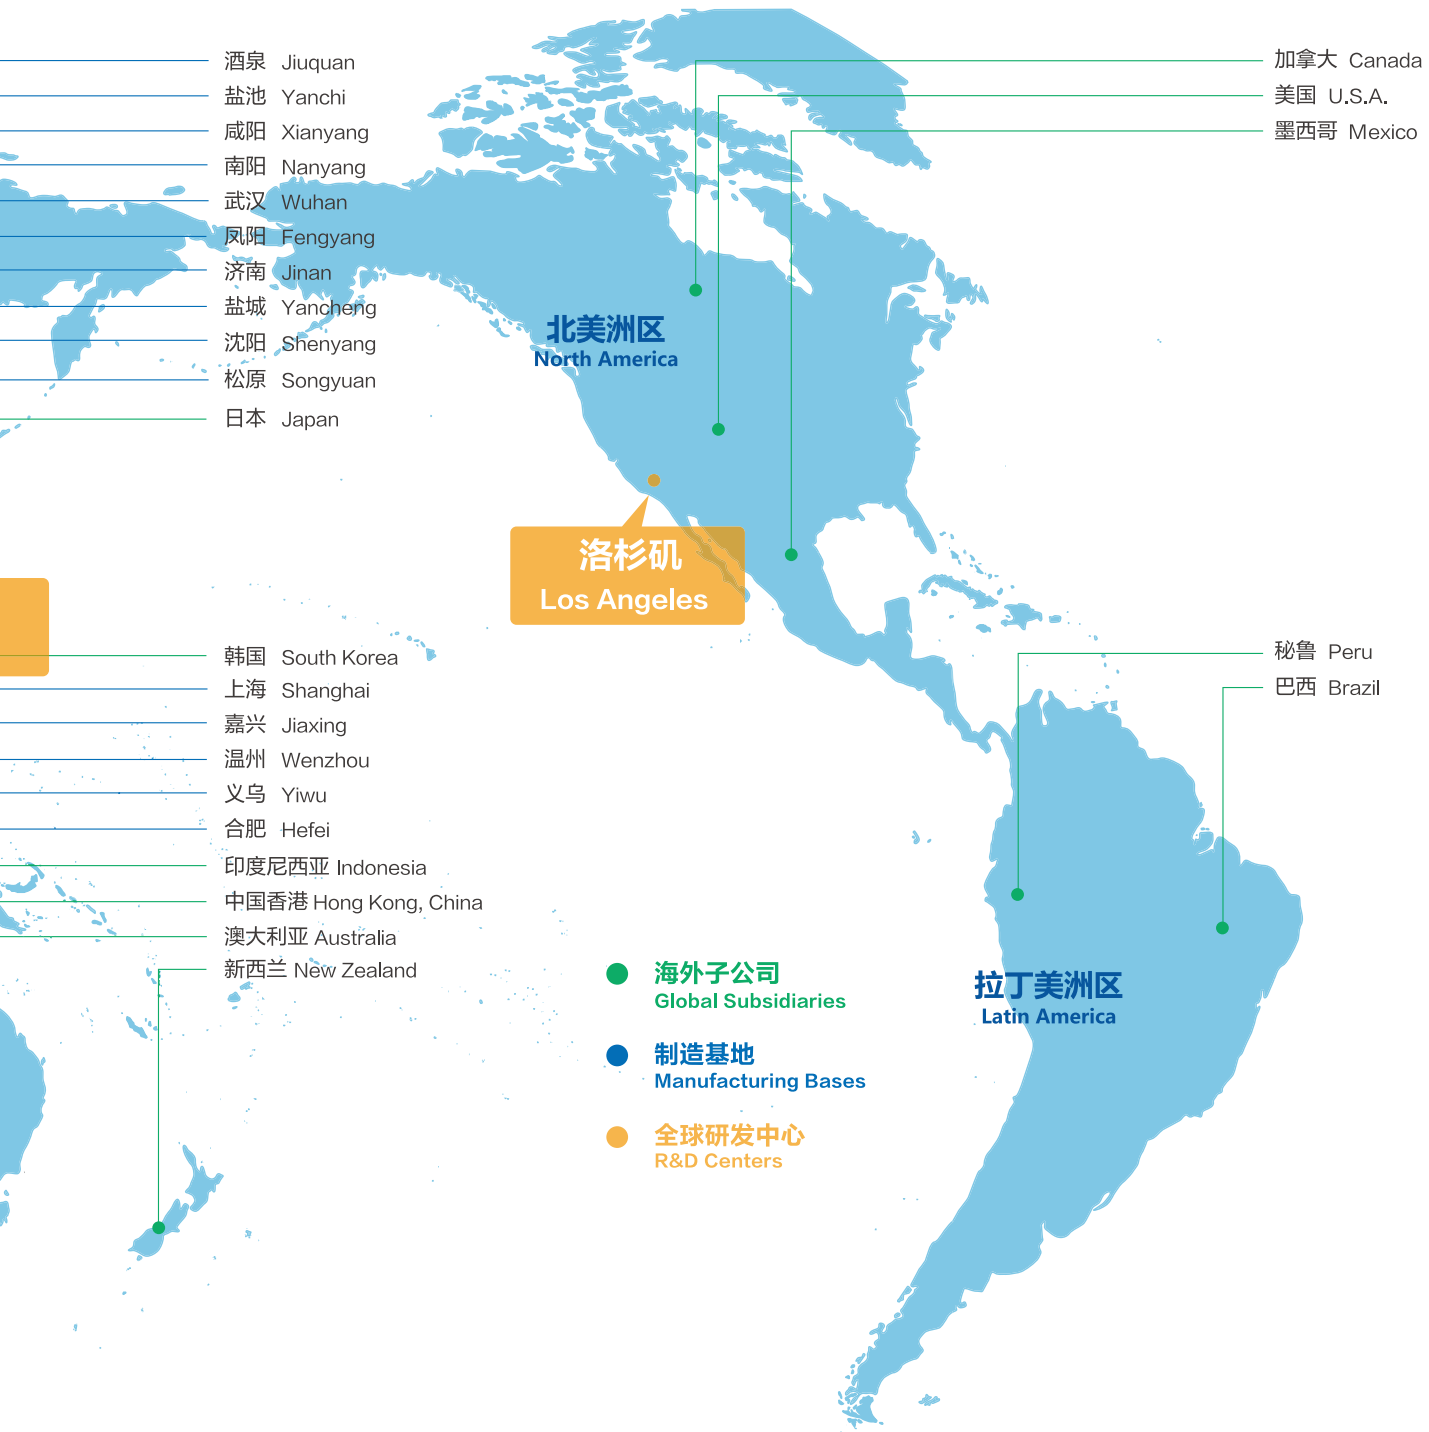 酒泉 Jiuquan
盐池 Yanchi
咸阳 Xianyang
南阳 Nanyang
武汉 Wuhan
凤阳 Fengyang
济南 Jinan
盐城 Yancheng
沈阳 Shenyang
松原 Songyuan
日本 Japan
加拿大 Canada
美国 U.S.A.
墨西哥 Mexico
北美洲区
North America
洛杉矶
Los Angeles
韩国 South Korea
上海 Shanghai
嘉兴 Jiaxing
温州 Wenzhou
义乌 Yiwu
合肥 Hefei
印度尼西亚 Indonesia
中国香港 Hong Kong, China
澳大利亚 Australia
新西兰 New Zealand
秘鲁 Peru
巴西 Brazil
拉丁美洲区
Latin America
海外子公司
Global Subsidiaries
制造基地
Manufacturing Bases
全球研发中心
R&D Centers